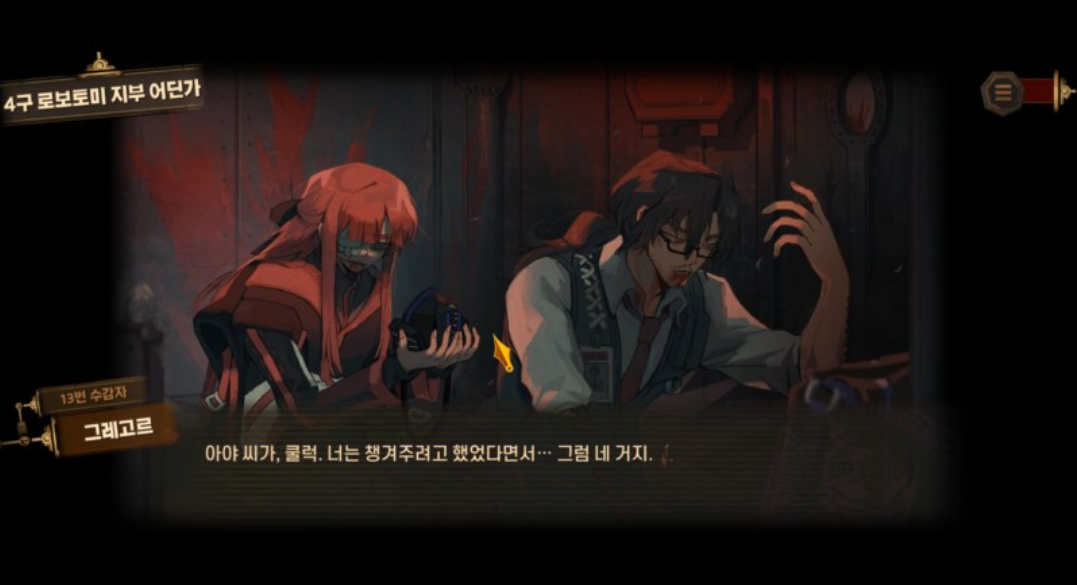 4구 로보토미 지부 어딘가
13번 수감자
그레고르
아야 씨가, 쿨럭. 너는 챙겨주려고 했었다면서… 그럼 네 거지.